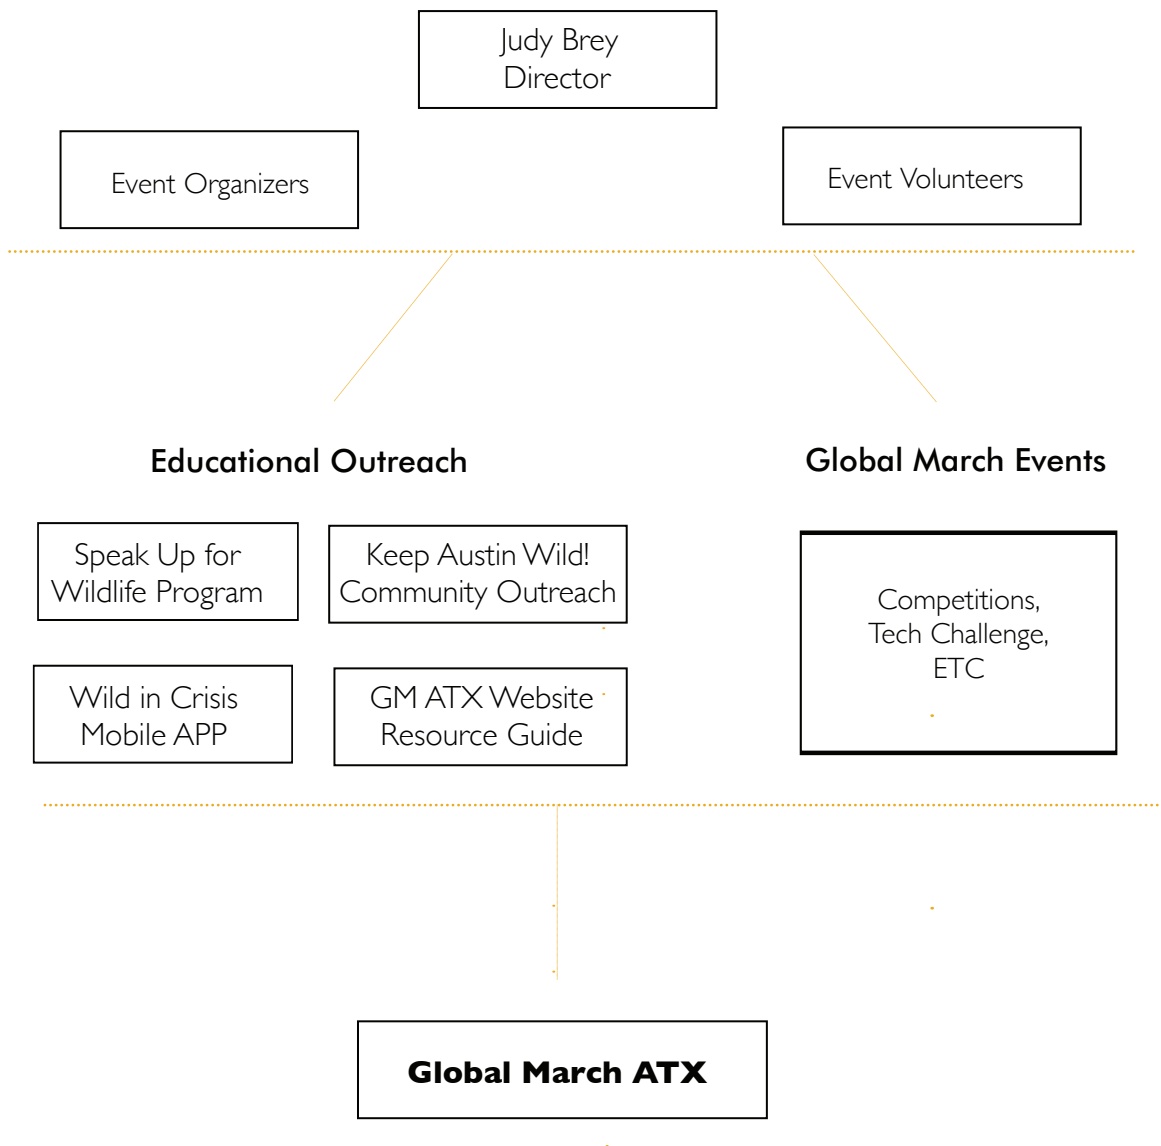 Judy Brey
Director
Event Organizers
Event Volunteers
Educational Outreach
Global March Events
Speak Up for
Wildlife Program
Keep Austin Wild!
Community Outreach
Wild in Crisis
Mobile APP
GM ATX Website
Resource Guide
Competitions,
Tech Challenge,
ETC
Global March ATX